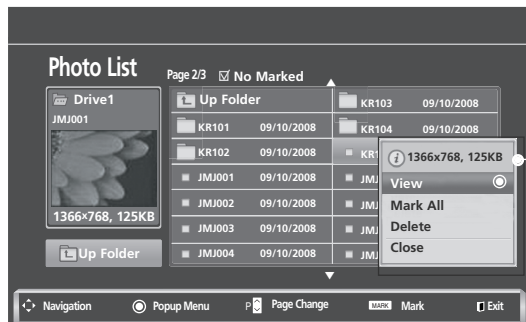 Photo List
Page 2/3 No Marked
Drive1
JMJ001
1366x768, 125KB
Up Folder
Up Folder
KR101 09/10/2008
KR102 09/10/2008
JMJ001 09/10/2008
JMJ002 09/10/2008
JMJ003 09/10/2008
JMJ004 09/10/2008
KR103 09/10/2008
KR104 09/10/2008
1366x768, 125KB
View
Mark All
Delete
Close
Navigation Popup Menu P Page Change MARK Mark Exit